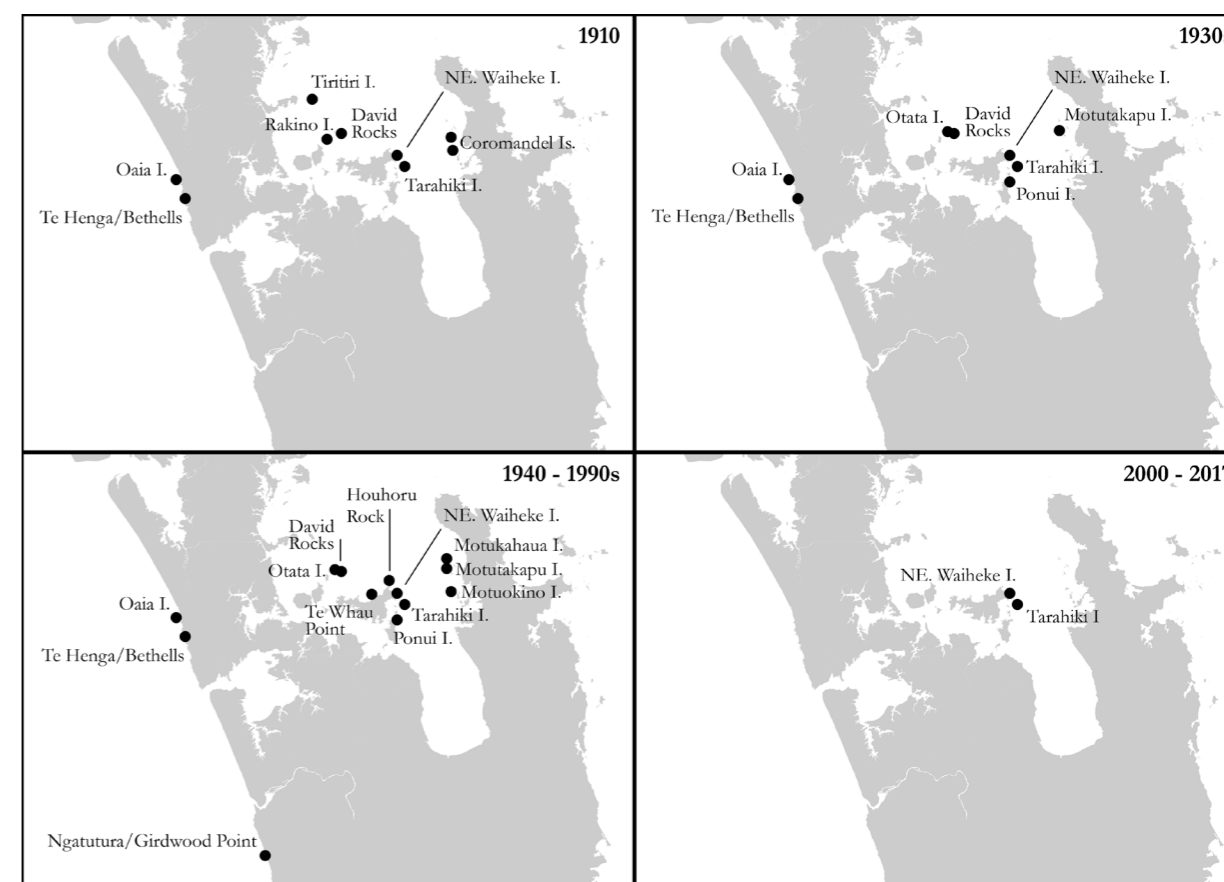 1910
Tiritiri I.
NE. Waiheke I.
Rakino I.
David
Rocks
Coromandel Is.
Oaia I.
Tarahiki I.
Te Henga/Bethells
1930
NE. Waiheke I.
Otata I.
David
Rocks
Motutakapu I.
Oaia I.
Tarahiki I.
Ponui I.
Te Henga/Bethells
1940 - 1990s
Houhoru
Rock
NE. Waiheke I.
David
Rocks
Motukahaua I.
Otata I.
Motutakapu I.
Motuokino I.
Oaia I.
Te Whau
Point
Tarahiki I.
Ponui I.
Te Henga/Bethells
Ngatutura/Girdwood Point
2000 - 2017
NE. Waiheke I.
Tarahiki I